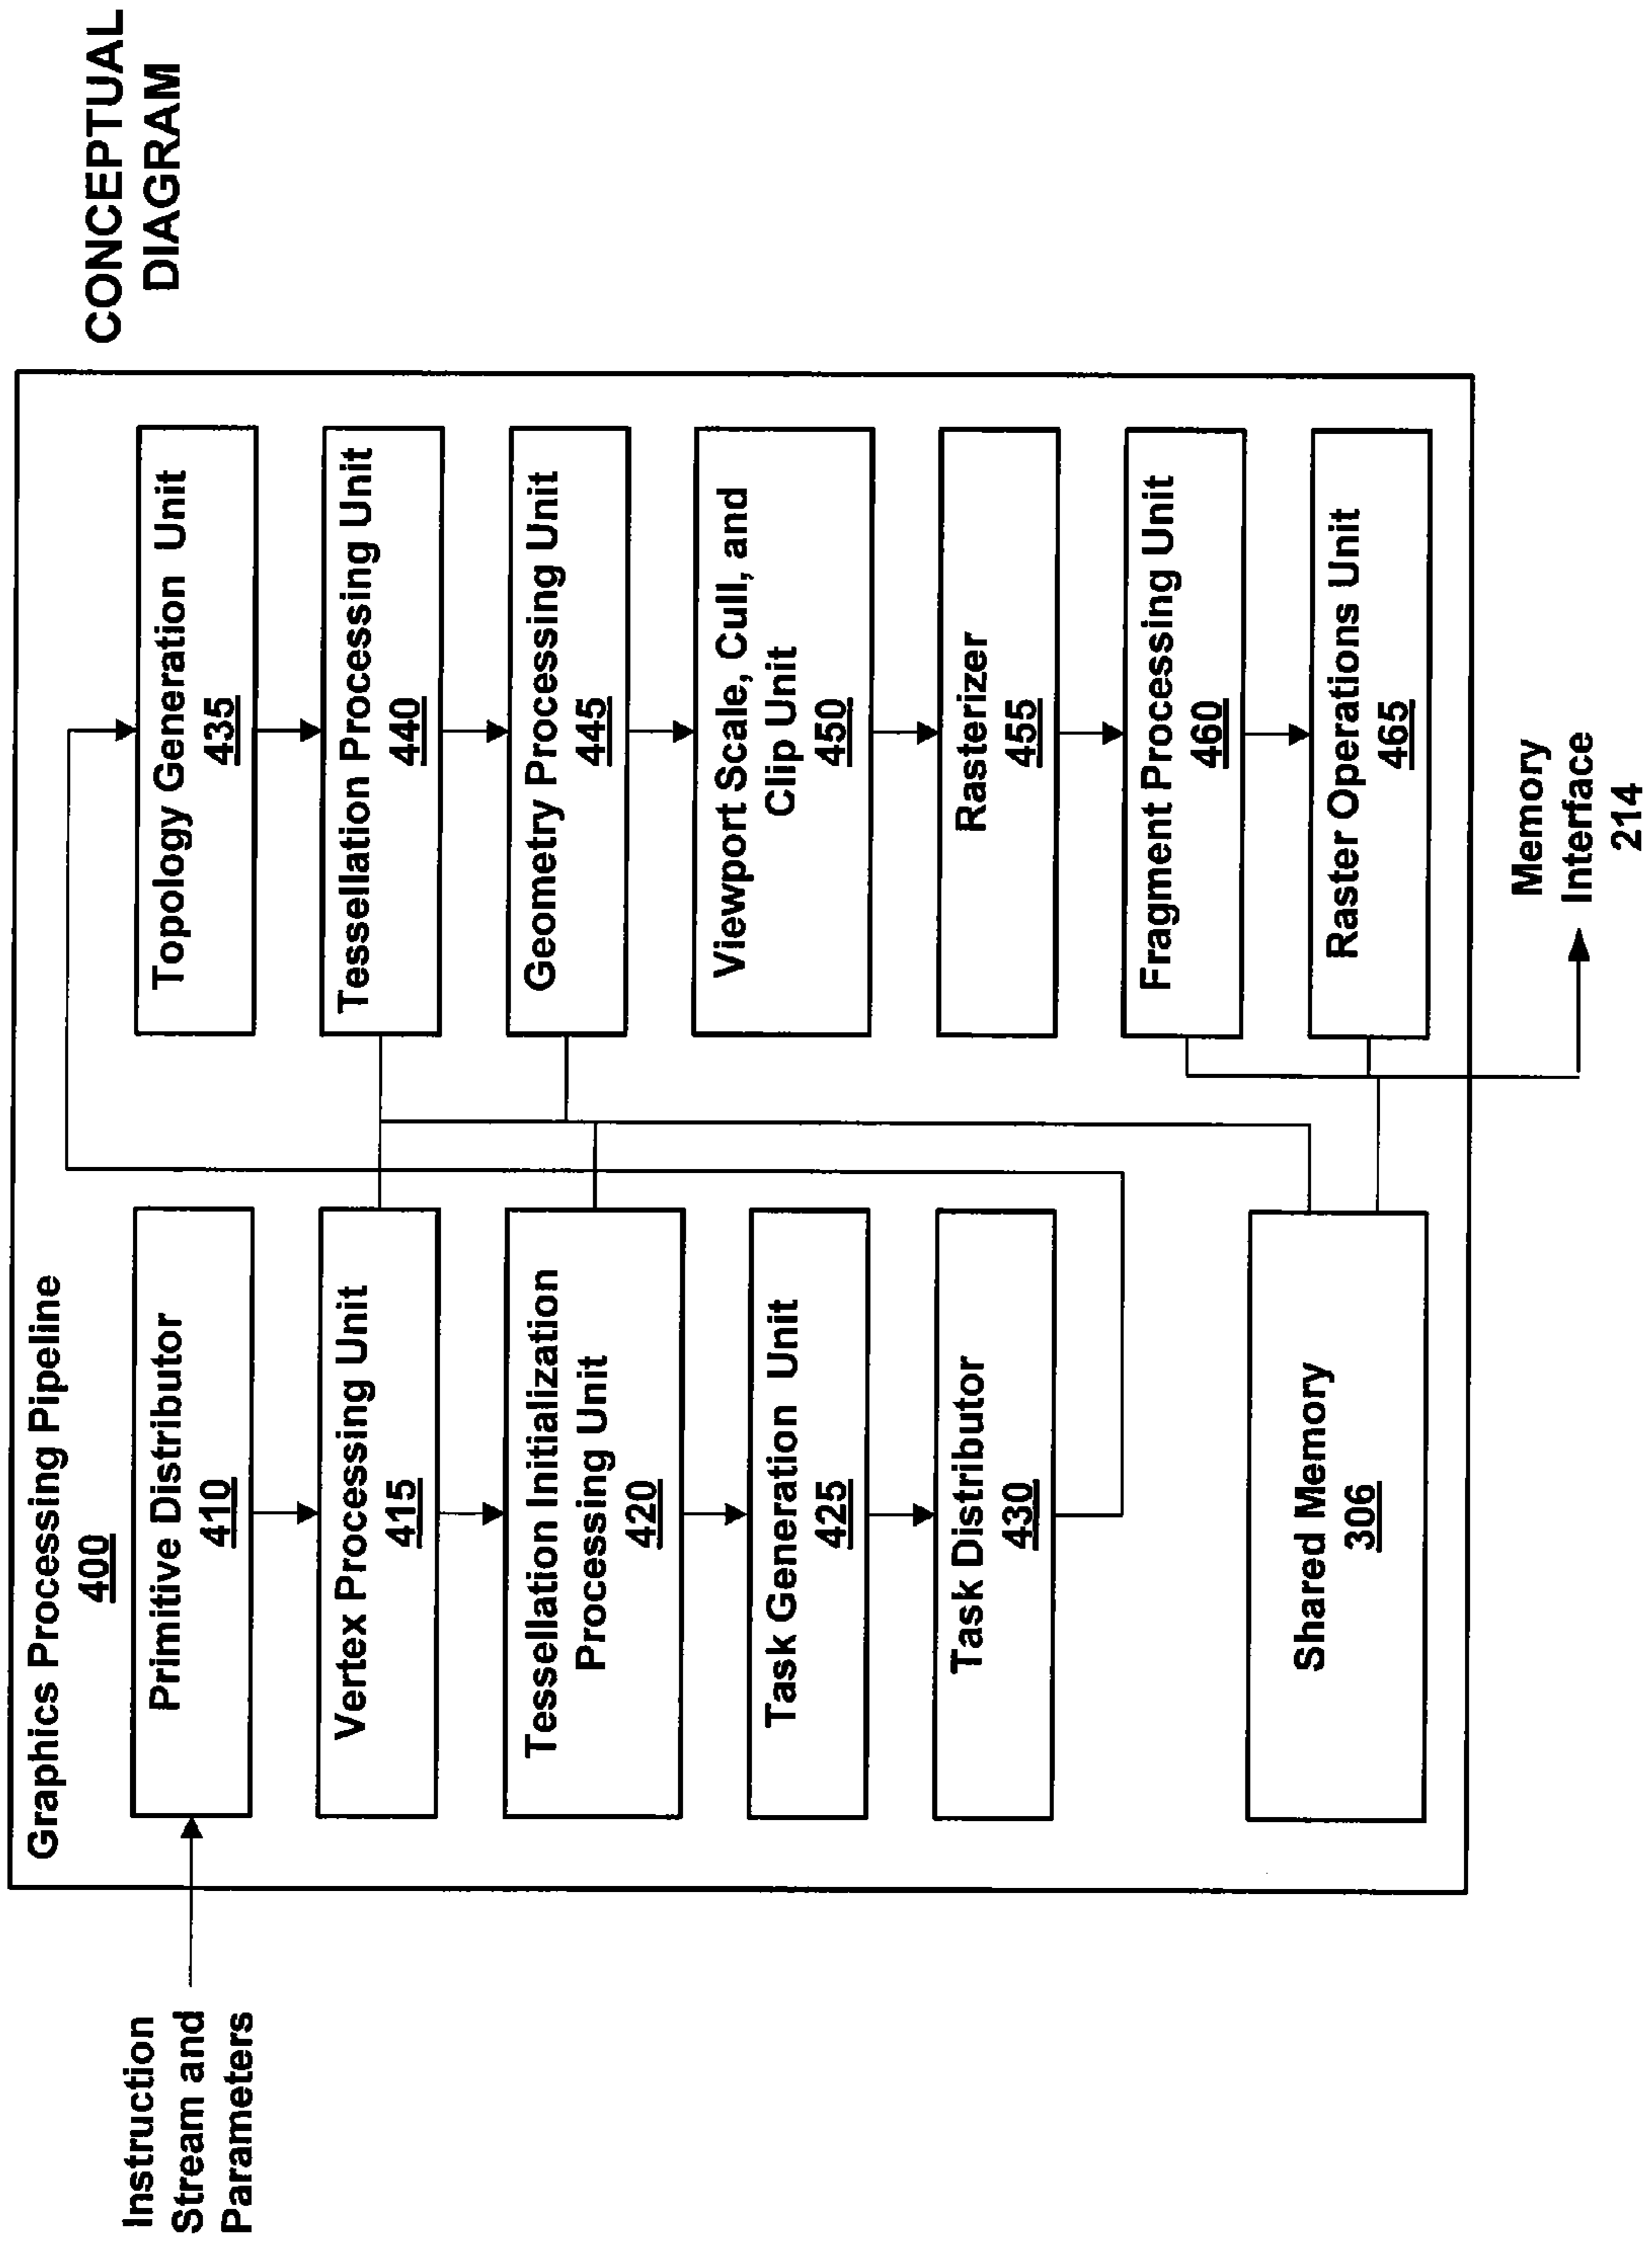 CONCEPTUAL
DIAGRAM
Instruction
Stream and
Parameters
Graphics Processing Pipeline
400
Primitive Distributor
410
Vertex Processing Unit
415
Tessellation Initialization
Processing Unit
420
Task Generation Unit
425
Task Distributor
430
Shared Memory
306
Topology Generation Unit
435
Tessellation Processing Unit
440
Geometry Processing Unit
445
Viewport Scale, Cull, and
Clip Unit
450
Rasterizer
455
Fragment Processing Unit
460
Raster Operations Unit
465
Memory
Interface
214